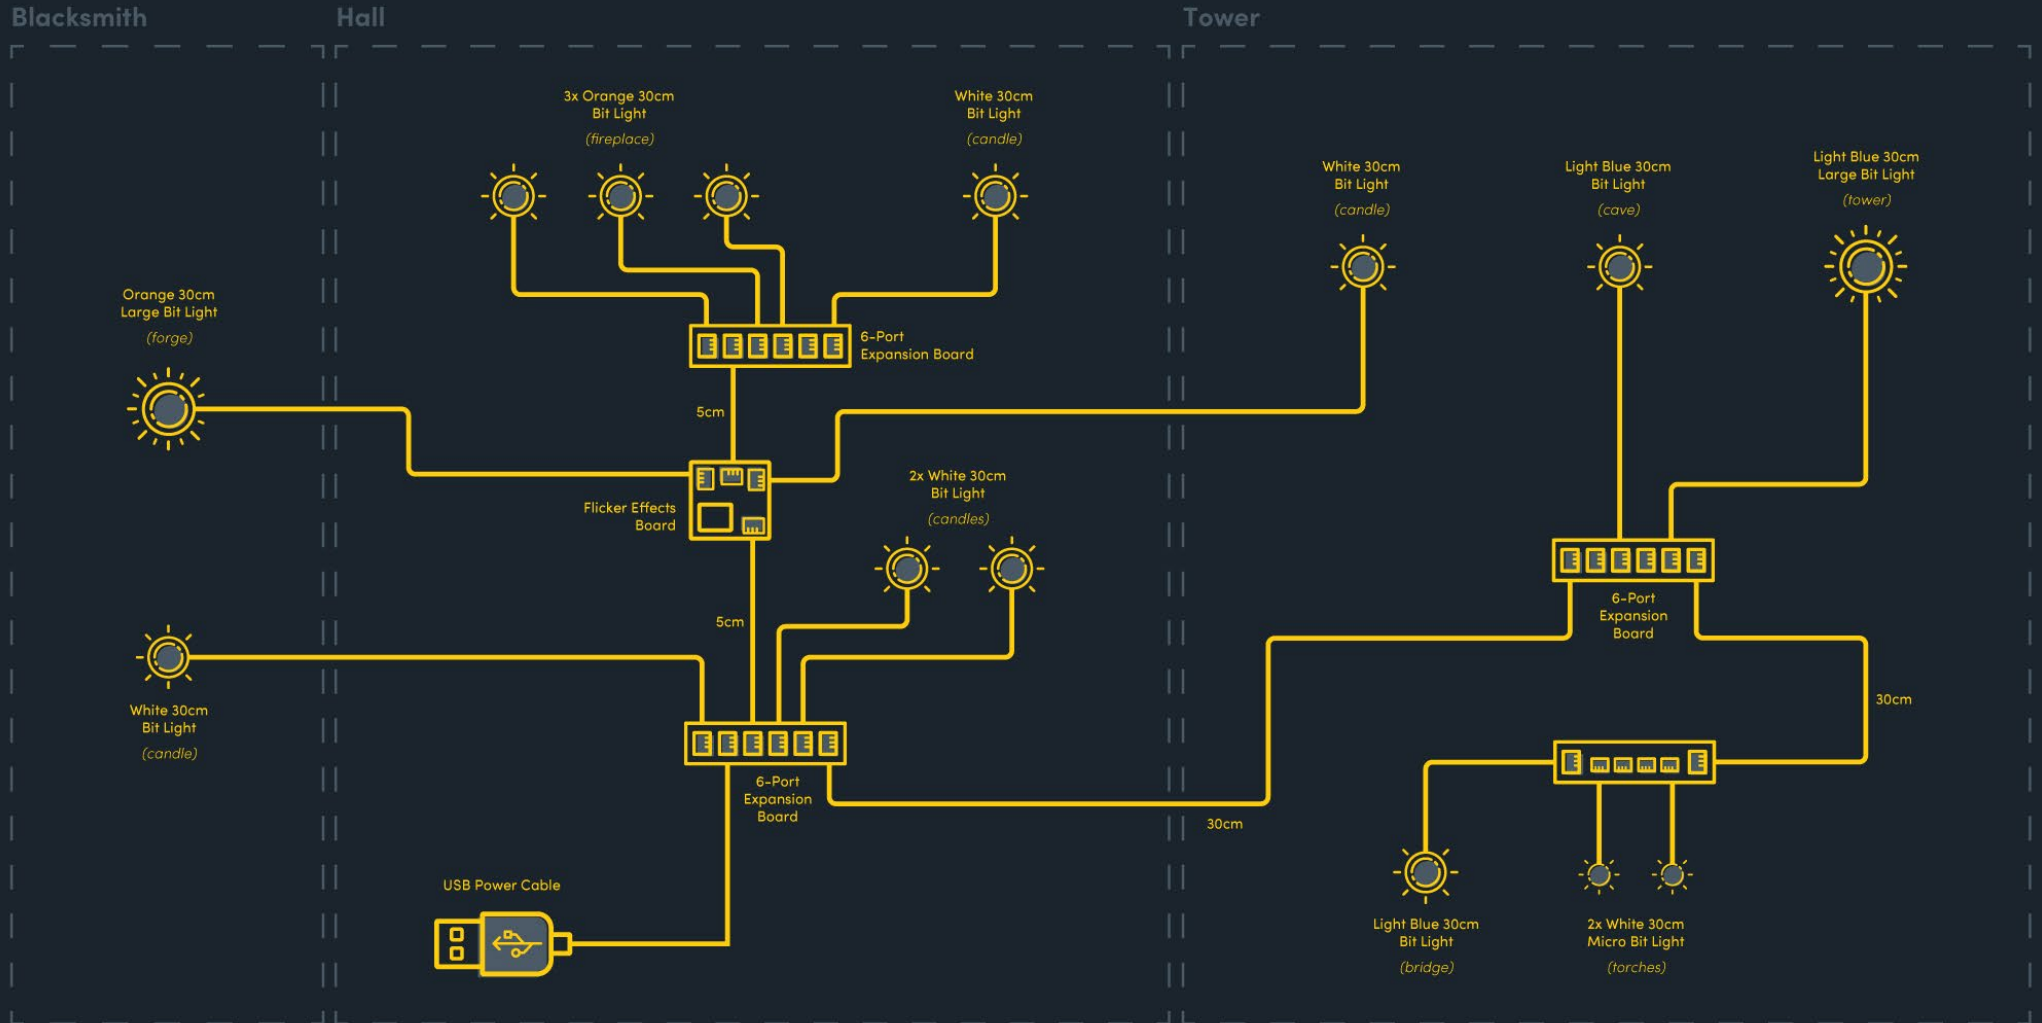 Blacksmith
Hall
Tower
3x Orange 30cm
Bit Light
(fireplace)
White 30cm
Bit Light
(candle)
White 30cm
Bit Light
(candle)
Light Blue 30cm
Bit Light
(cave)
Light Blue 30cm
Large Bit Light
(tower)
Orange 30cm
Large Bit Light
(forge)
6-Port
Expansion Board
5cm
Flicker Effects
Board
2x White 30cm
Bit Light
(candles)
5cm
6-Port
Expansion
Board
White 30cm
Bit Light
(candle)
6-Port
Expansion
Board
30cm
30cm
USB Power Cable
Light Blue 30cm
Bit Light
(bridge)
2x White 30cm
Micro Bit Light
(torches)